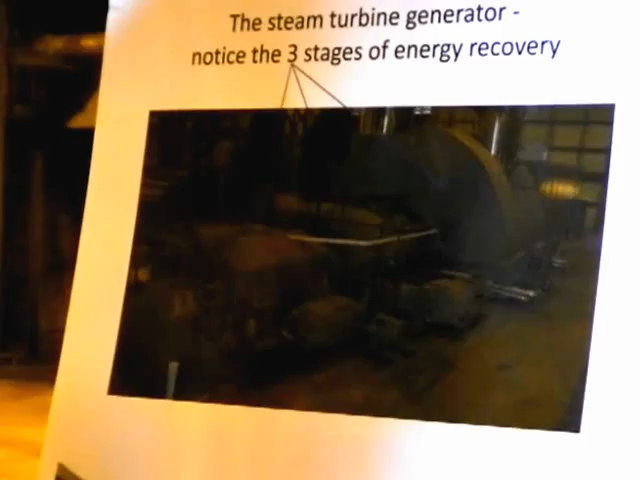 The steam turbine generator -
notice the 3 stages of energy recovery